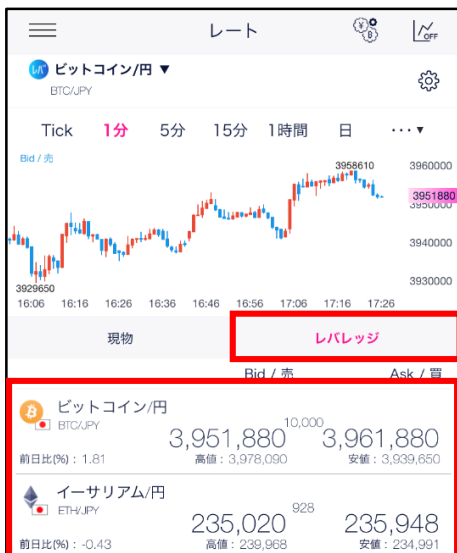 レート
¥ B
OFF
レバ ビットコイン/円 ▼
BTC/JPY
Tick 1分 5分 15分 1時間 日 ··· ▼
Bid / 売
3958610
3960000
3951880
3950000
3940000
3930000
3929650
16:06 16:16 16:26 16:36 16:46 16:56 17:06 17:16 17:26
現物 レバレッジ
Bid / 売 Ask / 買
ビットコイン/円
BTC/JPY
3,951,880 10,000 3,961,880
前日比(%) : 1.81 高値 : 3,978,090 安値 : 3,939,650
イーサリアム/円
ETH/JPY
235,020 928 235,948
前日比(%) : -0.43 高値 : 239,968 安値 : 234,991